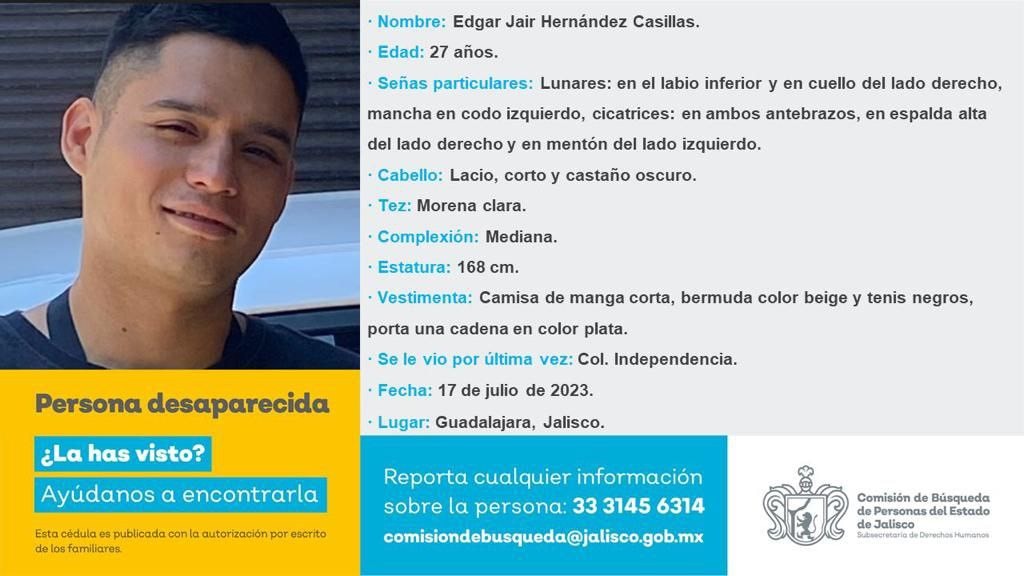 · Nombre: Edgar Jair Hernández Casillas.
· Edad: 27 años.
· Señas particulares: Lunares: en el labio inferior y en cuello del lado derecho,
mancha en codo izquierdo, cicatrices: en ambos antebrazos, en espalda alta
del lado derecho y en mentón del lado izquierdo.
· Cabello: Lacio, corto y castaño oscuro.
· Tez: Morena clara.
· Complexión: Mediana.
· Estatura: 168 cm.
· Vestimenta: Camisa de manga corta, bermuda color beige y tenis negros,
porta una cadena en color plata.
· Se le vio por última vez: Col. Independencia.
· Fecha: 17 de julio de 2023.
· Lugar: Guadalajara, Jalisco.
Persona desaparecida
¿La has visto?
Ayúdanos a encontrarla
Esta cédula es publicada con la autorización por escrito
de los familiares.
Reporta cualquier información
sobre la persona: 33 3145 6314
comisiondebusqueda@jalisco.gob.mx
Comisión de Búsqueda
de Personas del Estado
de Jalisco
Subsecretaría de Derechos Humanos